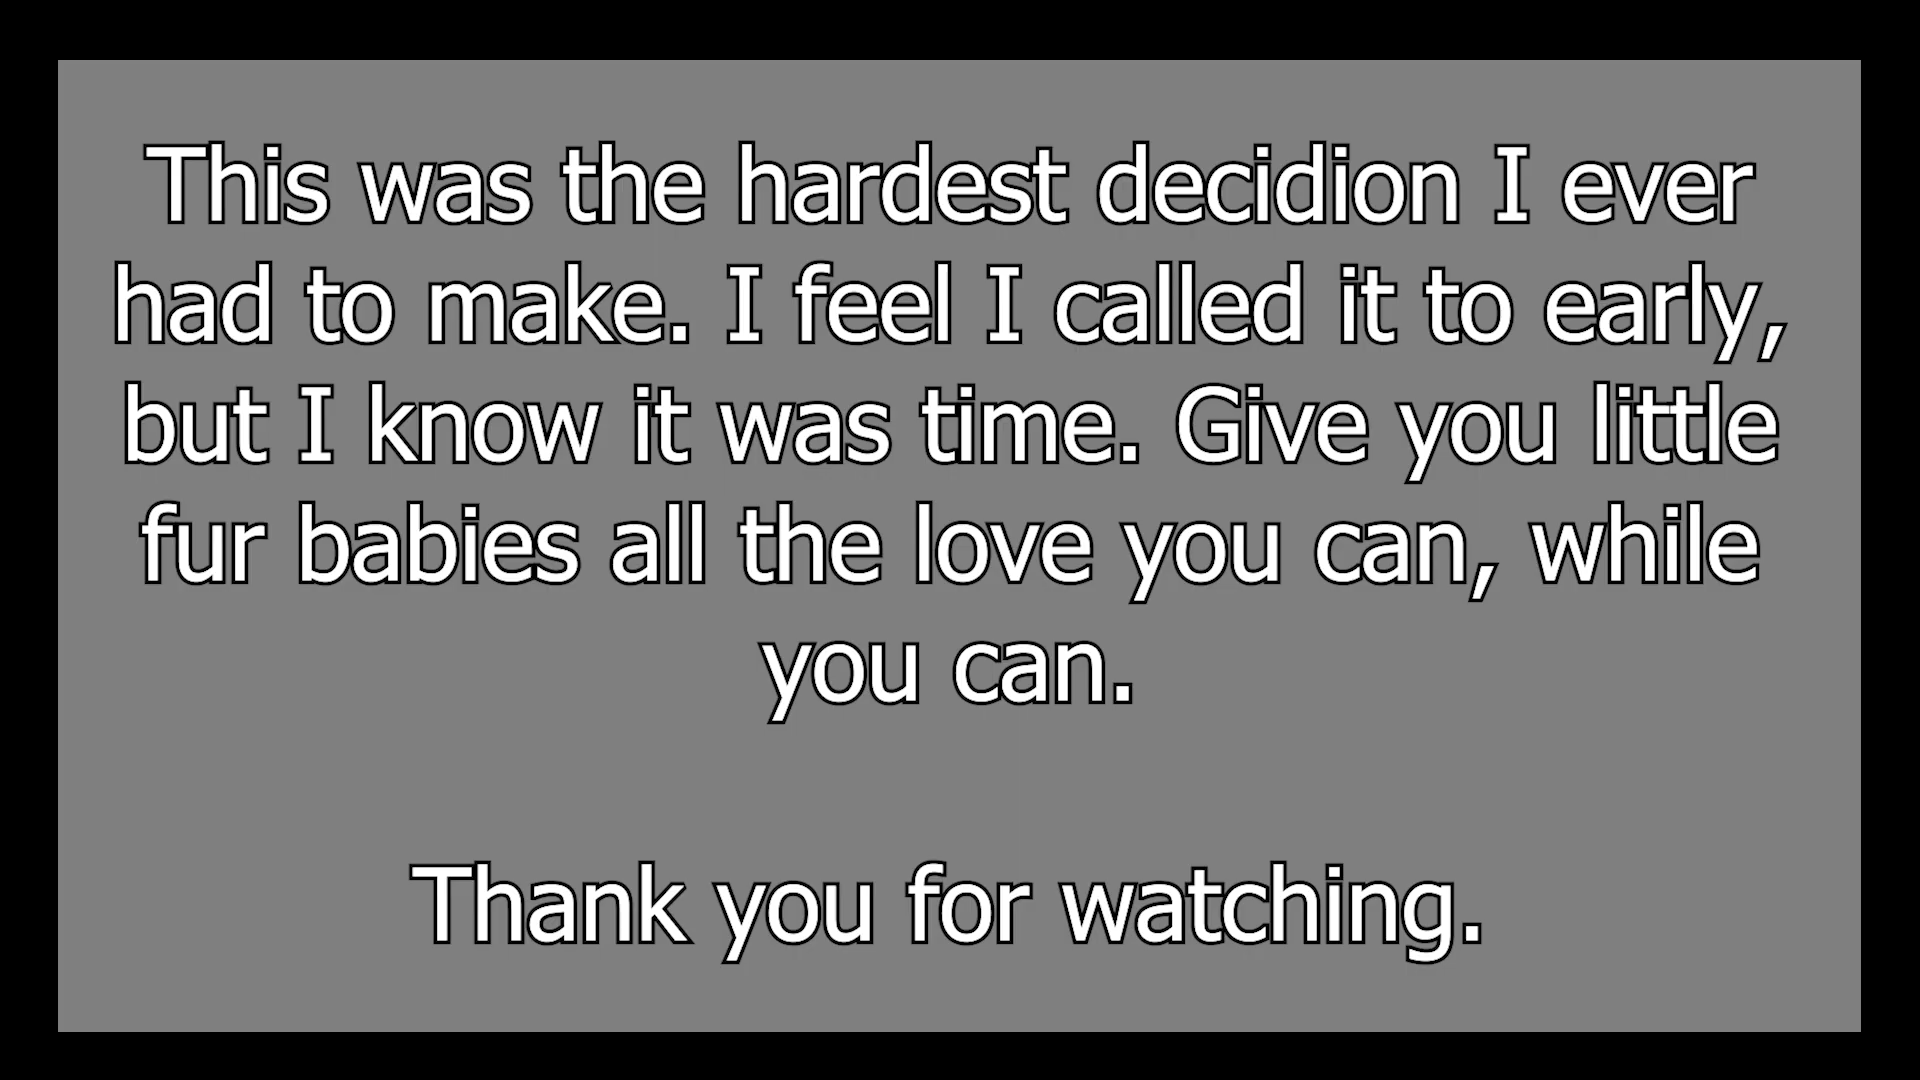 This was the hardest decidion I ever
had to make. I feel I called it to early,
but I know it was time. Give you little
fur babies all the love you can, while
you can.
Thank you for watching.